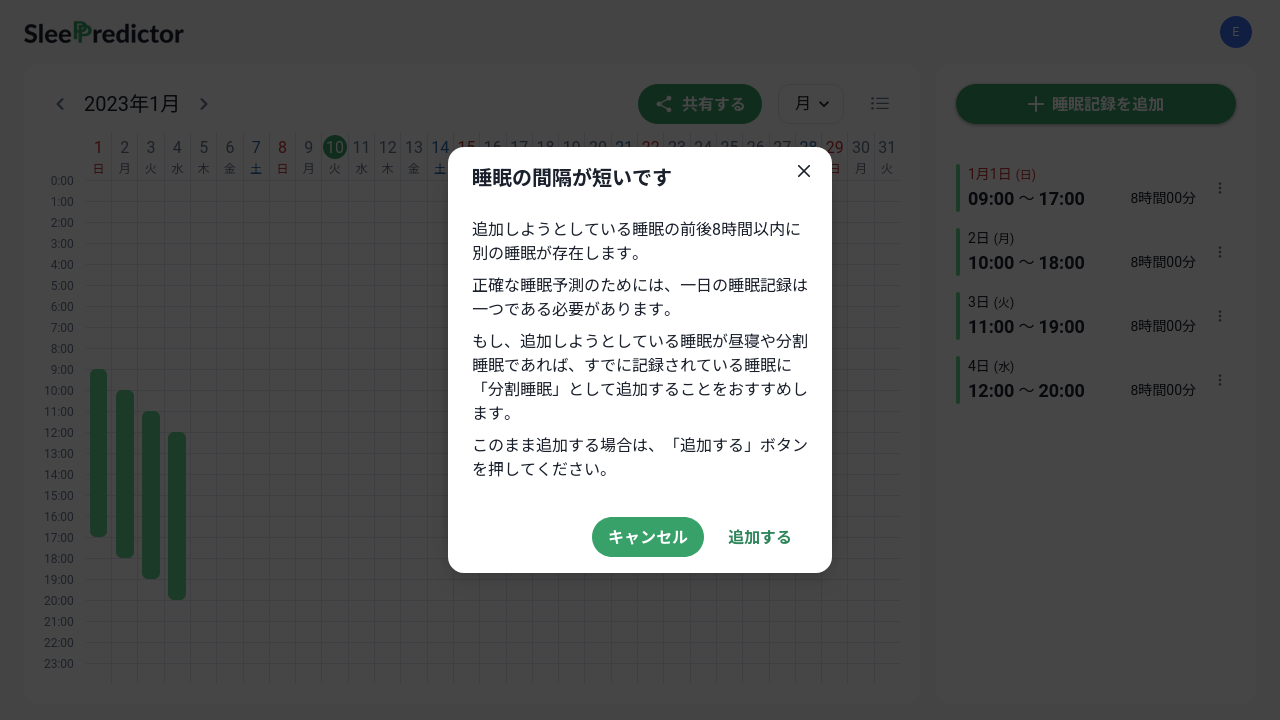 SleePredictor
E
2023年1月
共有する
月
睡眠記録を追加
1 2 3 4 5 6 7 8 9 10 11 12 13 14 15 16 17 18 19 20 21 22 23 24 25 26 27 28 29 30 31
日 月 火 水 木 金 土 日 月 火 水 木 金 土 日 月 火
0:00
1:00
2:00
3:00
4:00
5:00
6:00
7:00
8:00
9:00
10:00
11:00
12:00
13:00
14:00
15:00
16:00
17:00
18:00
19:00
20:00
21:00
22:00
23:00
睡眠の間隔が短いです
追加しようとしている睡眠の前後8時間以内に
別の睡眠が存在します。
正確な睡眠予測のためには、一日の睡眠記録は
一つである必要があります。
もし、追加しようとしている睡眠が昼寝や分割
睡眠であれば、すでに記録されている睡眠に
「分割睡眠」として追加することをおすすめし
ます。
このまま追加する場合は、「追加する」ボタン
を押してください。
キャンセル
追加する
1月1日 (日)
09:00 〜 17:00 8時間00分
2日 (月)
10:00 〜 18:00 8時間00分
3日 (火)
11:00 〜 19:00 8時間00分
4日 (水)
12:00 〜 20:00 8時間00分